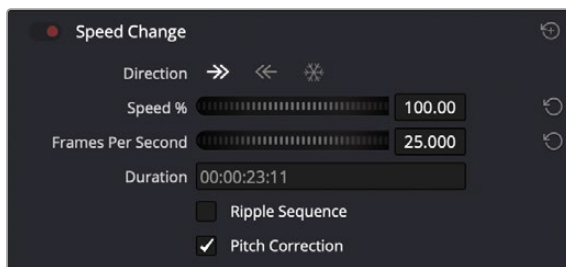 Speed Change
Direction
Speed % 100.00
Frames Per Second 25.000
Duration 00:00:23:11
Ripple Sequence
Pitch Correction